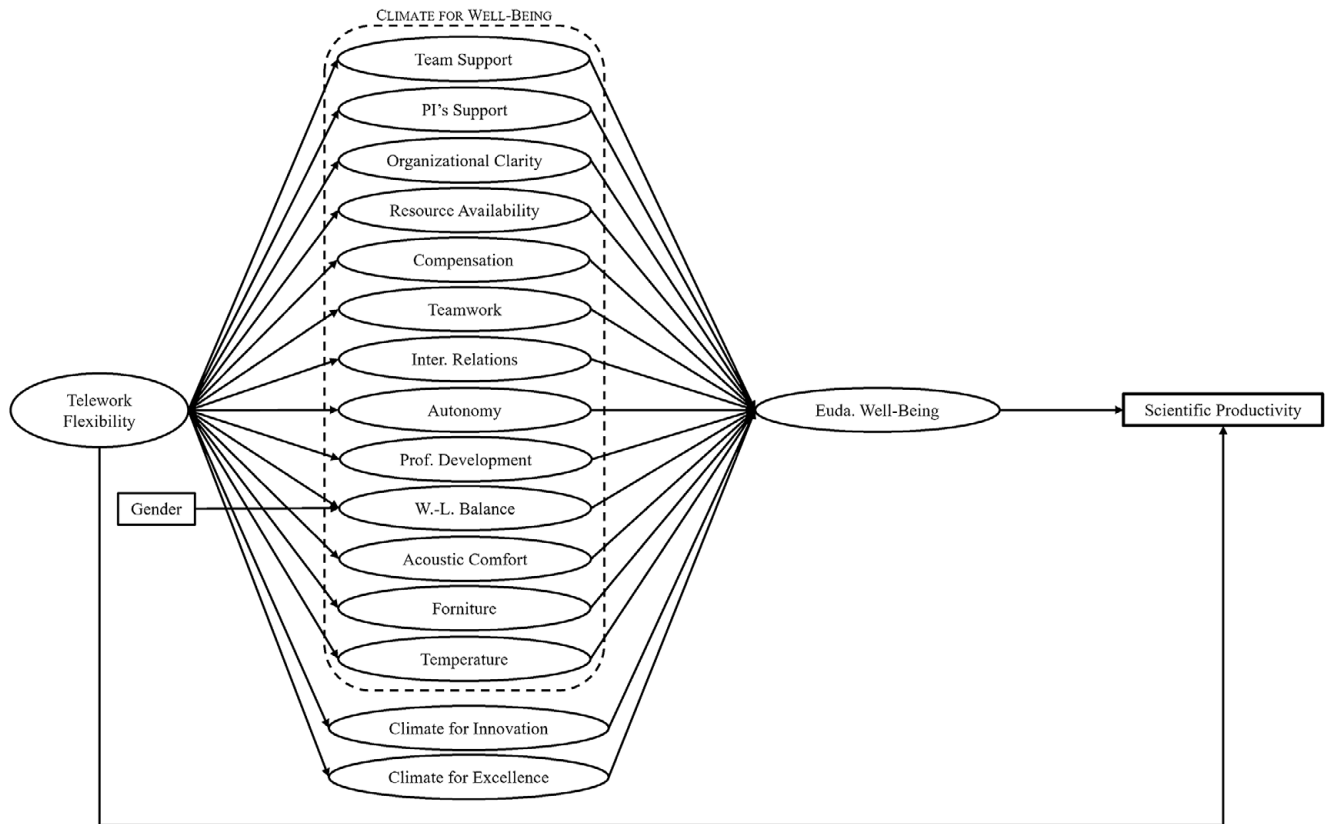 CLIMATE FOR WELL-BEING
Team Support
PI's Support
Organizational Clarity
Resource Availability
Compensation
Teamwork
Inter. Relations
Telework
Flexibility
Autonomy
Euda. Well-Being
Scientific Productivity
Prof. Development
Gender
W.-L. Balance
Acoustic Comfort
Forniture
Temperature
Climate for Innovation
Climate for Excellence